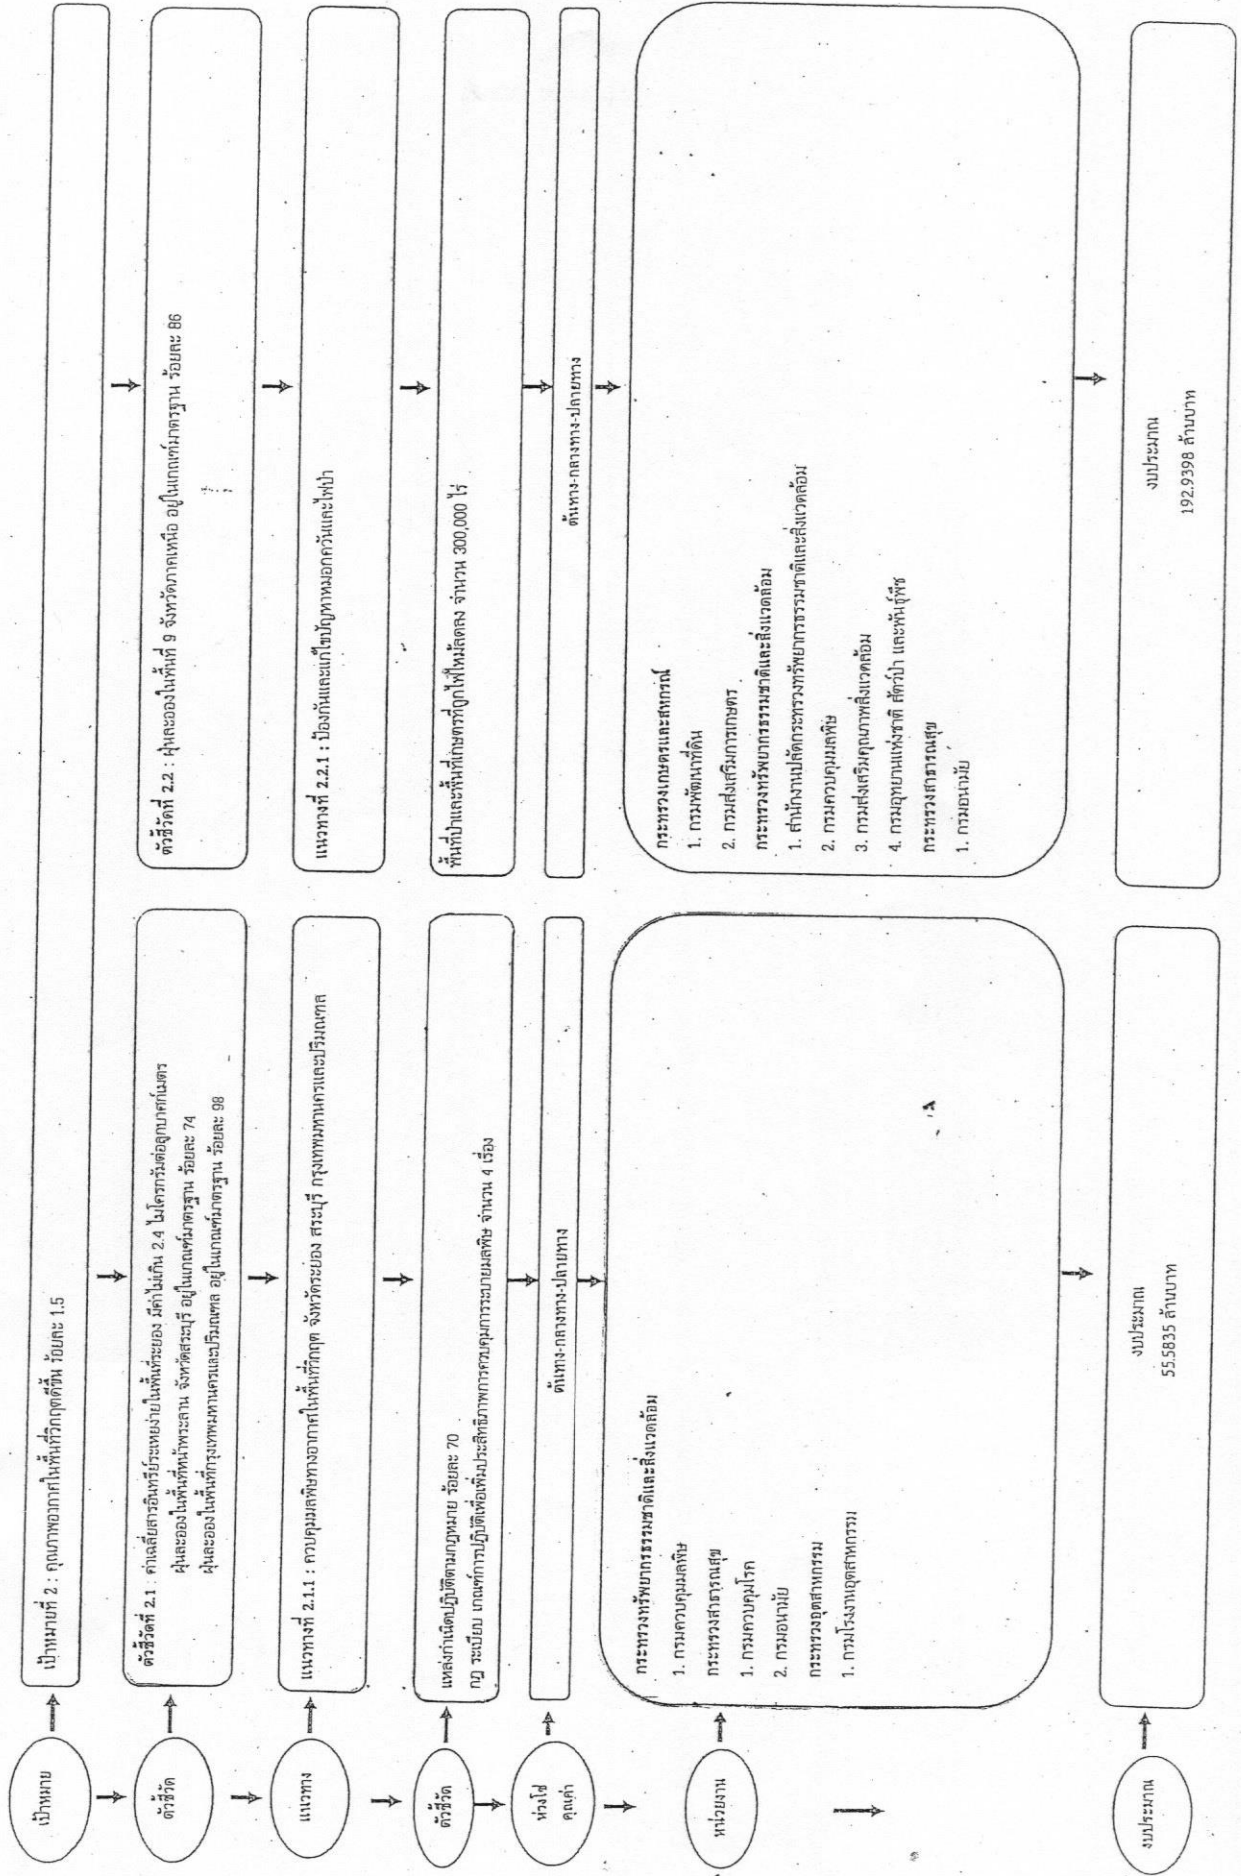 เป้าหมาย
เป้าหมายที่ 2 : คุณภาพอากาศในพื้นที่วิกฤตดีขึ้น ร้อยละ 1.5
ตัวชี้วัด
ตัวชี้วัดที่ 2.1 : ค่าเฉลี่ยสารอินทรีย์ระเหยง่ายในพื้นที่ระยอง มีค่าไม่เกิน 2.4 ไมโครกรัมต่อลูกบาศก์เมตร
ฝุ่นละอองในพื้นที่หน้าพระลาน จังหวัดสระบุรี อยู่ในเกณฑ์มาตรฐาน ร้อยละ 74
ฝุ่นละอองในพื้นที่กรุงเทพมหานครและปริมณฑล อยู่ในเกณฑ์มาตรฐาน ร้อยละ 98
ตัวชี้วัดที่ 2.2 : ฝุ่นละอองในพื้นที่ 9 จังหวัดภาคเหนือ อยู่ในเกณฑ์มาตรฐาน ร้อยละ 86
แนวทาง
แนวทางที่ 2.1.1 : ควบคุมมลพิษทางอากาศในพื้นที่วิกฤต จังหวัดระยอง สระบุรี กรุงเทพมหานครและปริมณฑล
แนวทางที่ 2.2.1 : ป้องกันและแก้ไขปัญหาหมอกควันและไฟป่า
ตัวชี้วัด
แหล่งกำเนิดปฏิบัติตามกฎหมาย ร้อยละ 70
กฎ ระเบียบ เกณฑ์การปฏิบัติเพื่อเพิ่มประสิทธิภาพการควบคุมการระบายมลพิษ จำนวน 4 เรื่อง
พื้นที่ป่าและพื้นที่เกษตรที่ถูกไฟไหม้ลดลง จำนวน 300,000 ไร่
ห่วงโซ่
คุณค่า
ต้นทาง-กลางทาง-ปลายทาง
ต้นทาง-กลางทาง-ปลายทาง
หน่วยงาน
กระทรวงทรัพยากรธรรมชาติและสิ่งแวดล้อม
1. กรมควบคุมมลพิษ
กระทรวงสาธารณสุข
1. กรมควบคุมโรค
2. กรมอนามัย
กระทรวงอุตสาหกรรม
1. กรมโรงงานอุตสาหกรรม
กระทรวงเกษตรและสหกรณ์
1. กรมพัฒนาที่ดิน
2. กรมส่งเสริมการเกษตร
กระทรวงทรัพยากรธรรมชาติและสิ่งแวดล้อม
1. สำนักงานปลัดกระทรวงทรัพยากรธรรมชาติและสิ่งแวดล้อม
2. กรมควบคุมมลพิษ
3. กรมส่งเสริมคุณภาพสิ่งแวดล้อม
4. กรมอุทยานแห่งชาติ สัตว์ป่า และพันธุ์พืช
กระทรวงสาธารณสุข
1. กรมอนามัย
งบประมาณ
งบประมาณ
55.5835 ล้านบาท
งบประมาณ
192.9398 ล้านบาท